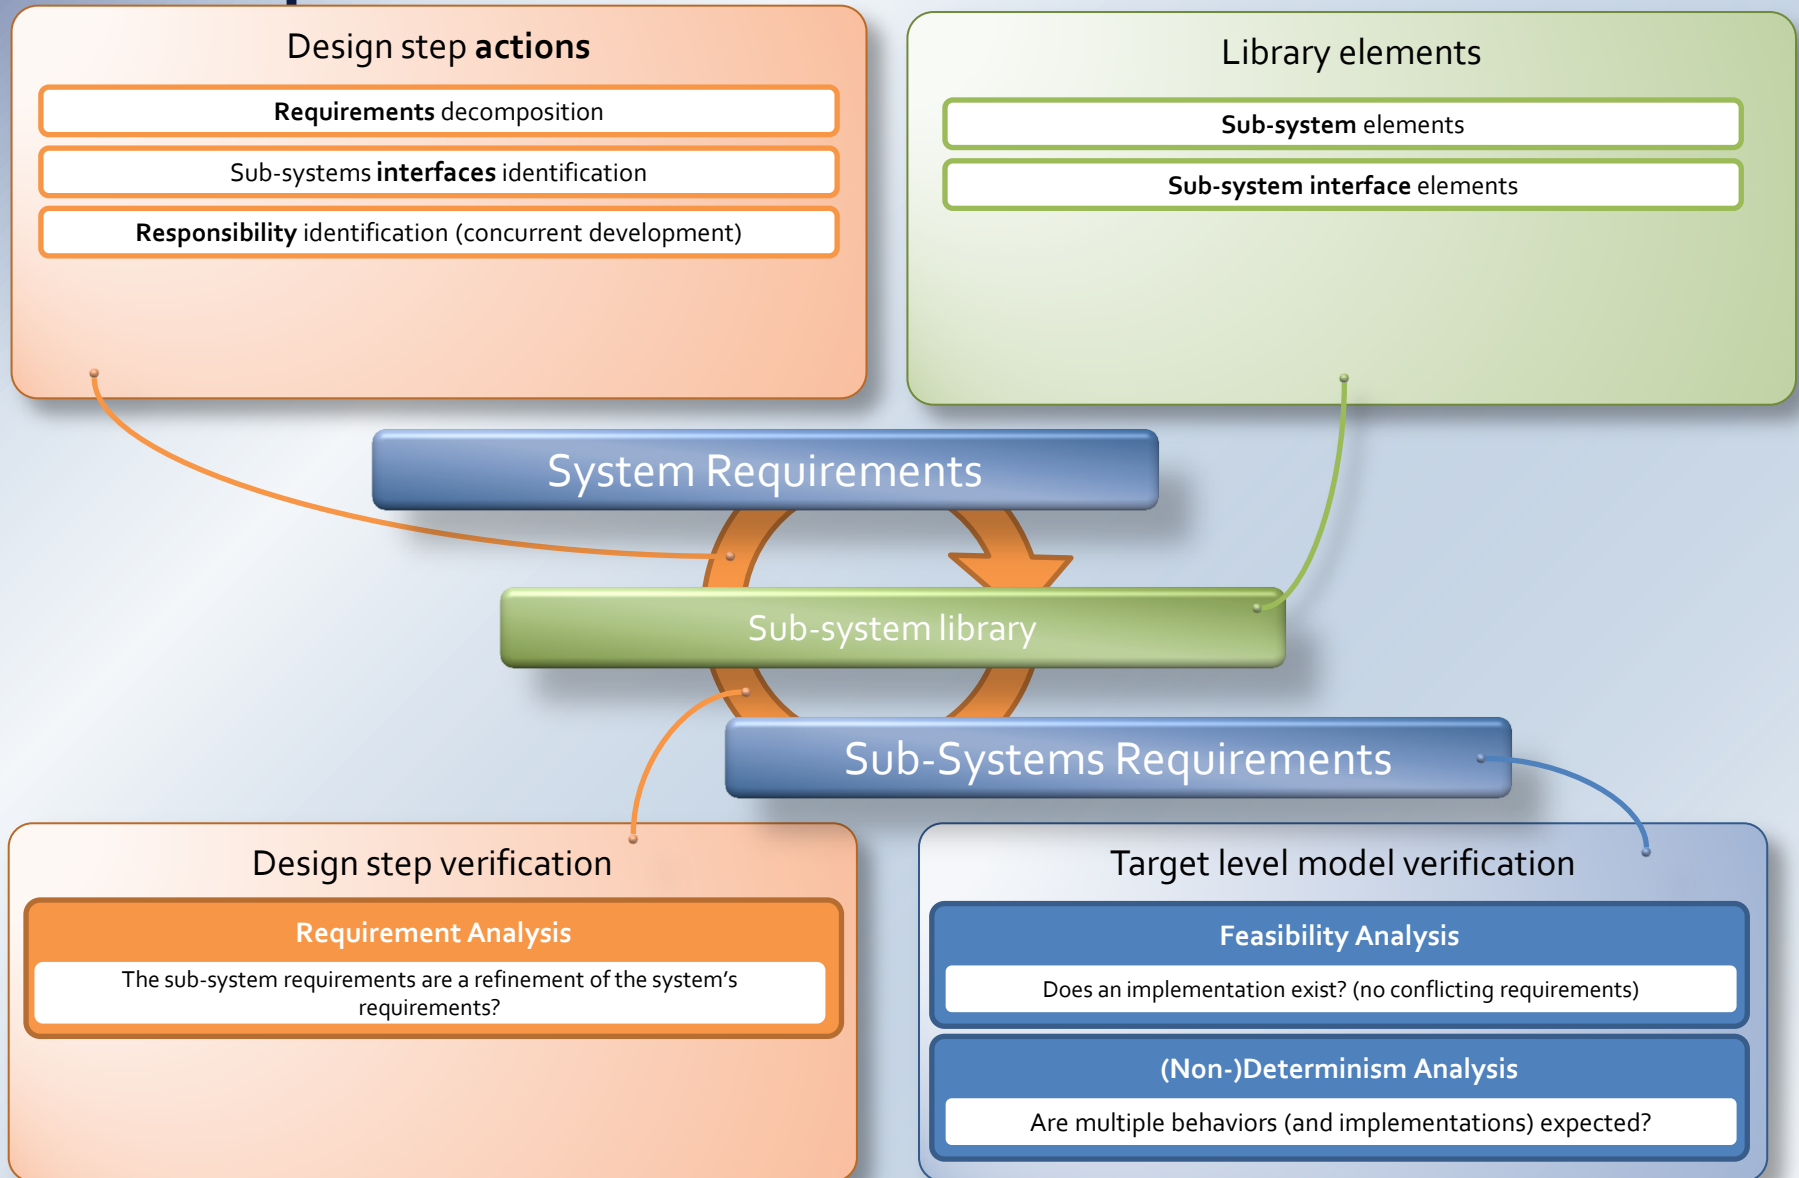 Design step actions
Requirements decomposition
Sub-systems interfaces identification
Responsibility identification (concurrent development)
Library elements
Sub-system elements
Sub-system interface elements
System Requirements
Sub-system library
Sub-Systems Requirements
Design step verification
Requirement Analysis
The sub-system requirements are a refinement of the system’s
requirements?
Target level model verification
Feasibility Analysis
Does an implementation exist? (no conflicting requirements)
(Non-)Determinism Analysis
Are multiple behaviors (and implementations) expected?